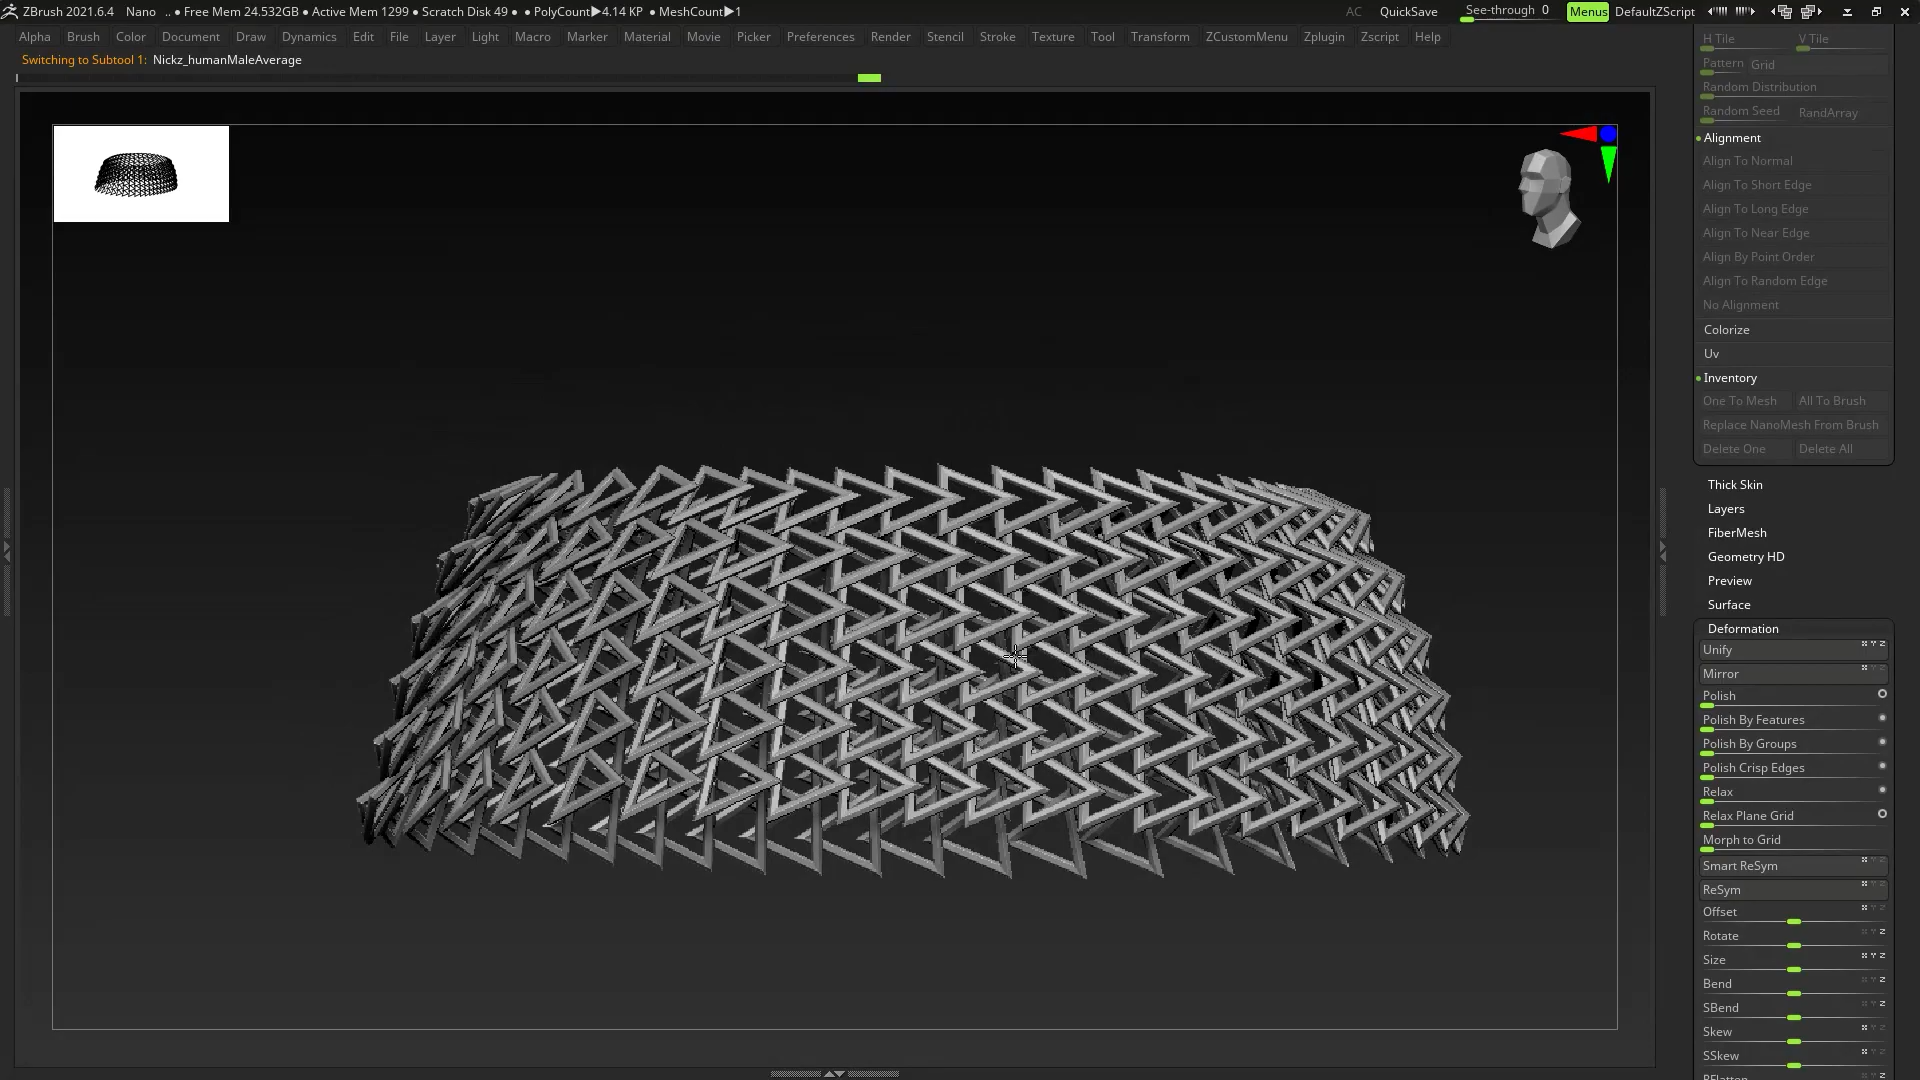 ZBrush 2021.6.4 Nano .. ● Free Mem 24.532GB ● Active Mem 1299 ● Scratch Disk 49 ● ● PolyCount▶4.14 KP ● MeshCount▶1 AC QuickSave See-through 0 Menus DefaultZScript
Alpha Brush Color Document Draw Dynamics Edit File Layer Light Macro Marker Material Movie Picker Preferences Render Stencil Stroke Texture Tool Transform ZCustomMenu Zplugin Zscript Help
Switching to Subtool 1: Nickz_humanMaleAverage
H Tile V Tile
Pattern Grid
Random Distribution
Random Seed RandArray
Alignment
Align To Normal
Align To Short Edge
Align To Long Edge
Align To Near Edge
Align By Point Order
Align To Random Edge
No Alignment
Colorize
Uv
Inventory
One To Mesh All To Brush
Replace NanoMesh From Brush
Delete One Delete All
Thick Skin
Layers
FiberMesh
Geometry HD
Preview
Surface
Deformation
Unify
Mirror
Polish
Polish By Features
Polish By Groups
Polish Crisp Edges
Relax
Relax Plane Grid
Morph to Grid
Smart ReSym
ReSym
Offset
Rotate
Size
Bend
SBend
Skew
SSkew